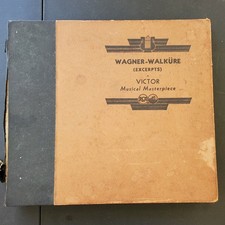 WAGNER-WALKÜRE
(EXCERPTS)
VICTOR
Musical Masterpiece